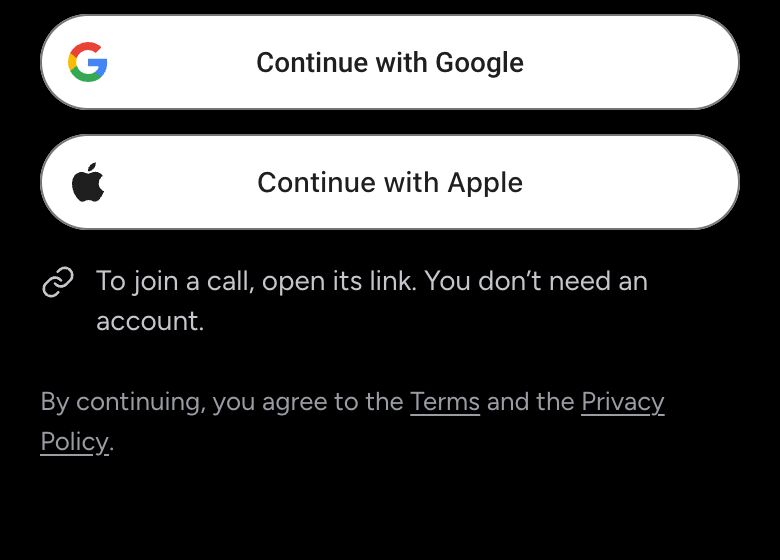 Continue with Google
Continue with Apple
To join a call, open its link. You don’t need an
account.
By continuing, you agree to the Terms and the Privacy
Policy.